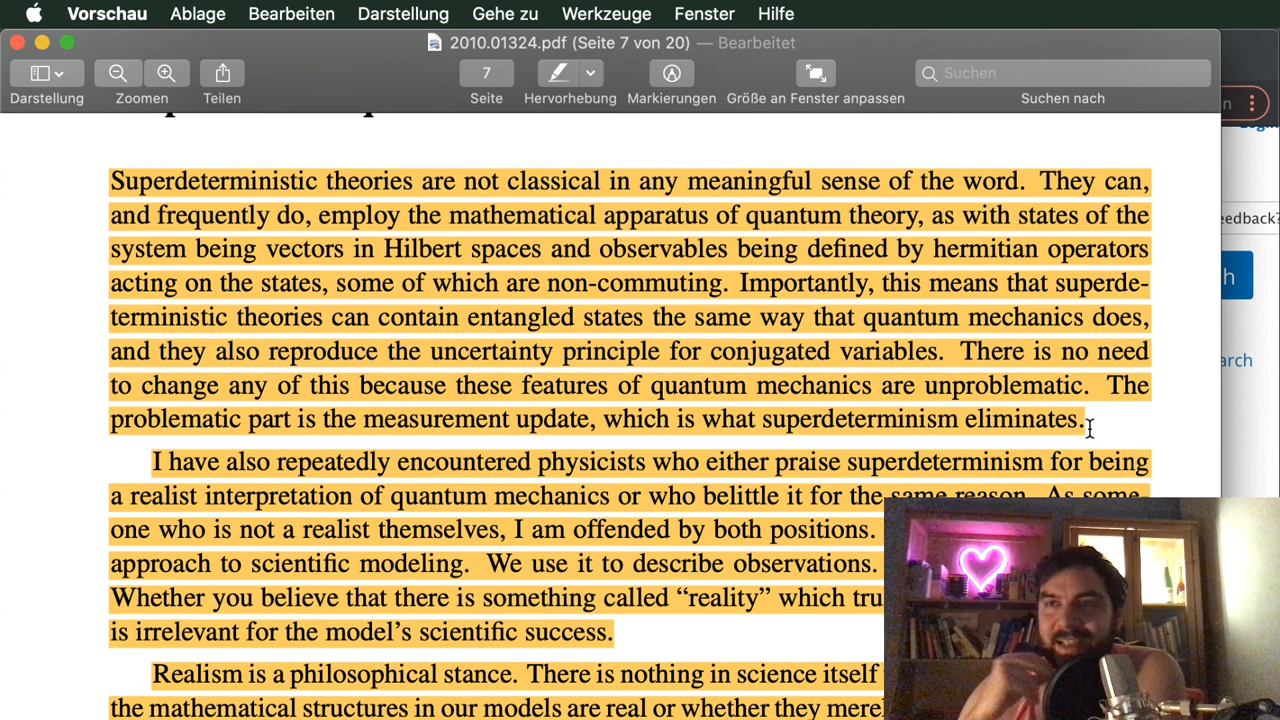 Vorschau Ablage Bearbeiten Darstellung Gehe zu Werkzeuge Fenster Hilfe
2010.01324.pdf (Seite 7 von 20) — Bearbeitet
7
Suchen
Darstellung Zoomen Teilen Seite Hervorhebung Markierungen Größe an Fenster anpassen Suchen nach
Superdeterministic theories are not classical in any meaningful sense of the word. They can,
and frequently do, employ the mathematical apparatus of quantum theory, as with states of the
system being vectors in Hilbert spaces and observables being defined by hermitian operators
acting on the states, some of which are non-commuting. Importantly, this means that superde-
terministic theories can contain entangled states the same way that quantum mechanics does,
and they also reproduce the uncertainty principle for conjugated variables. There is no need
to change any of this because these features of quantum mechanics are unproblematic. The
problematic part is the measurement update, which is what superdeterminism eliminates.
I have also repeatedly encountered physicists who either praise superdeterminism for being
a realist interpretation of quantum mechanics or who belittle it for the same reason. As some-
one who is not a realist themselves, I am offended by both positions.
approach to scientific modeling. We use it to describe observations.
Whether you believe that there is something called “reality” which tru
is irrelevant for the model’s scientific success.
Realism is a philosophical stance. There is nothing in science itself
the mathematical structures in our models are real or whether they mere
n
eedback?
h
arch